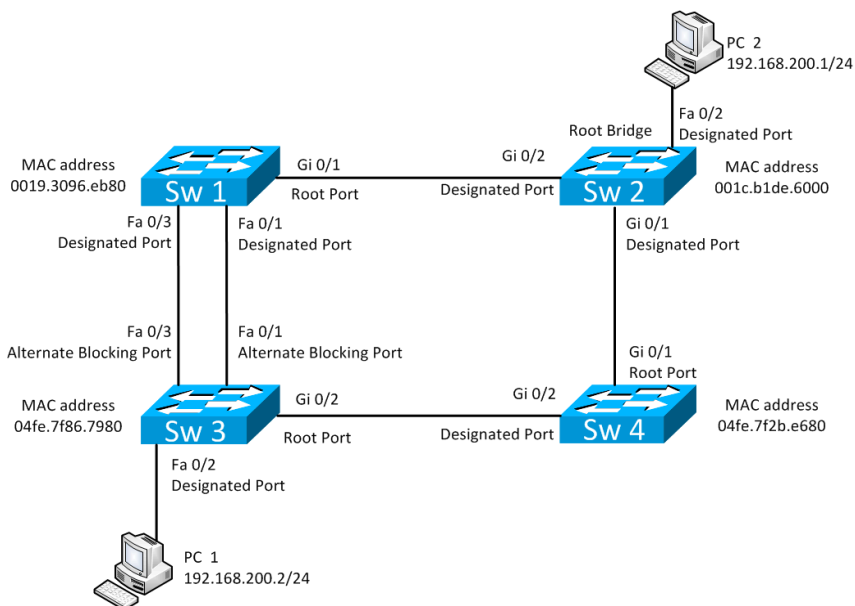 PC 2
192.168.200.1/24
Fa 0/2
Designated Port
Root Bridge
MAC address
0019.3096.eb80
Sw 1
Gi 0/1
Root Port
Gi 0/2
Designated Port
Sw 2
MAC address
001c.b1de.6000
Fa 0/3
Designated Port
Fa 0/1
Designated Port
Gi 0/1
Designated Port
Fa 0/3
Alternate Blocking Port
Fa 0/1
Alternate Blocking Port
Gi 0/1
Root Port
MAC address
04fe.7f86.7980
Sw 3
Gi 0/2
Root Port
Gi 0/2
Designated Port
Sw 4
MAC address
04fe.7f2b.e680
Fa 0/2
Designated Port
PC 1
192.168.200.2/24